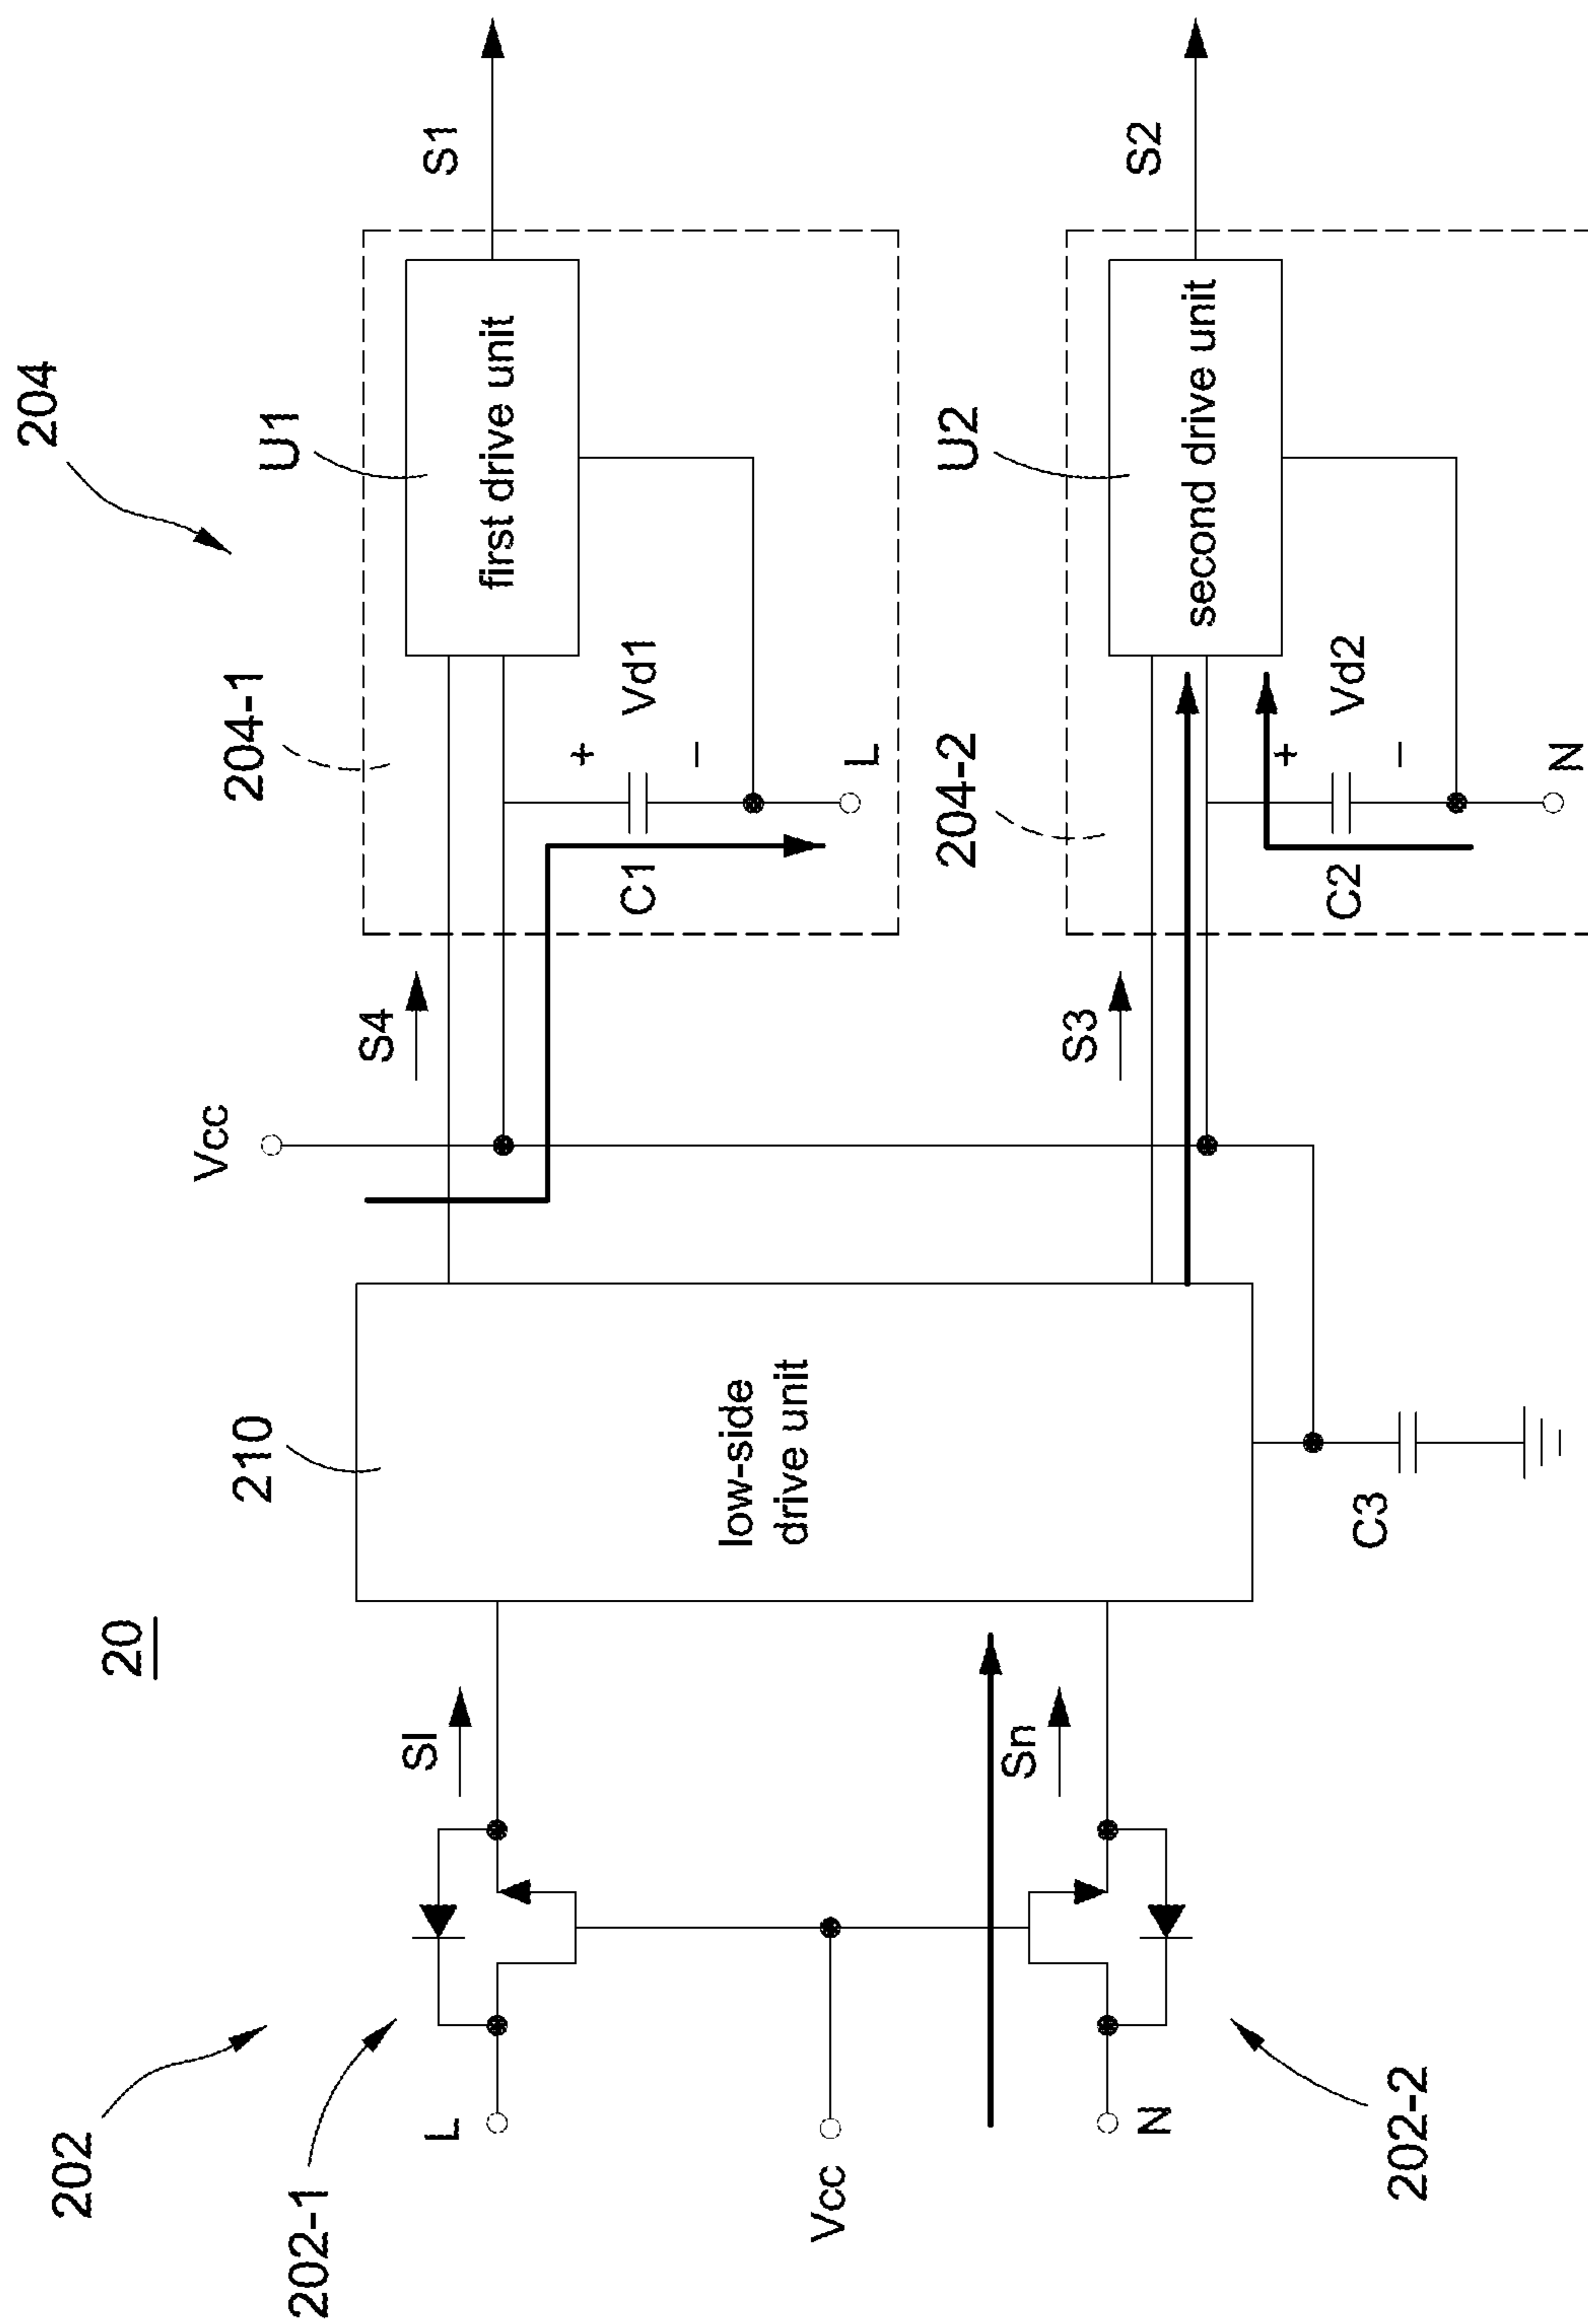 20
202
204
Vcc
202-1
210
204-1
U1
L
Sl
S4
S1
first drive unit
+
C1
Vd1
−
L
low-side
drive unit
Vcc
204-2
U2
Sn
S3
S2
N
second drive unit
+
C2
Vd2
−
202-2
C3
N